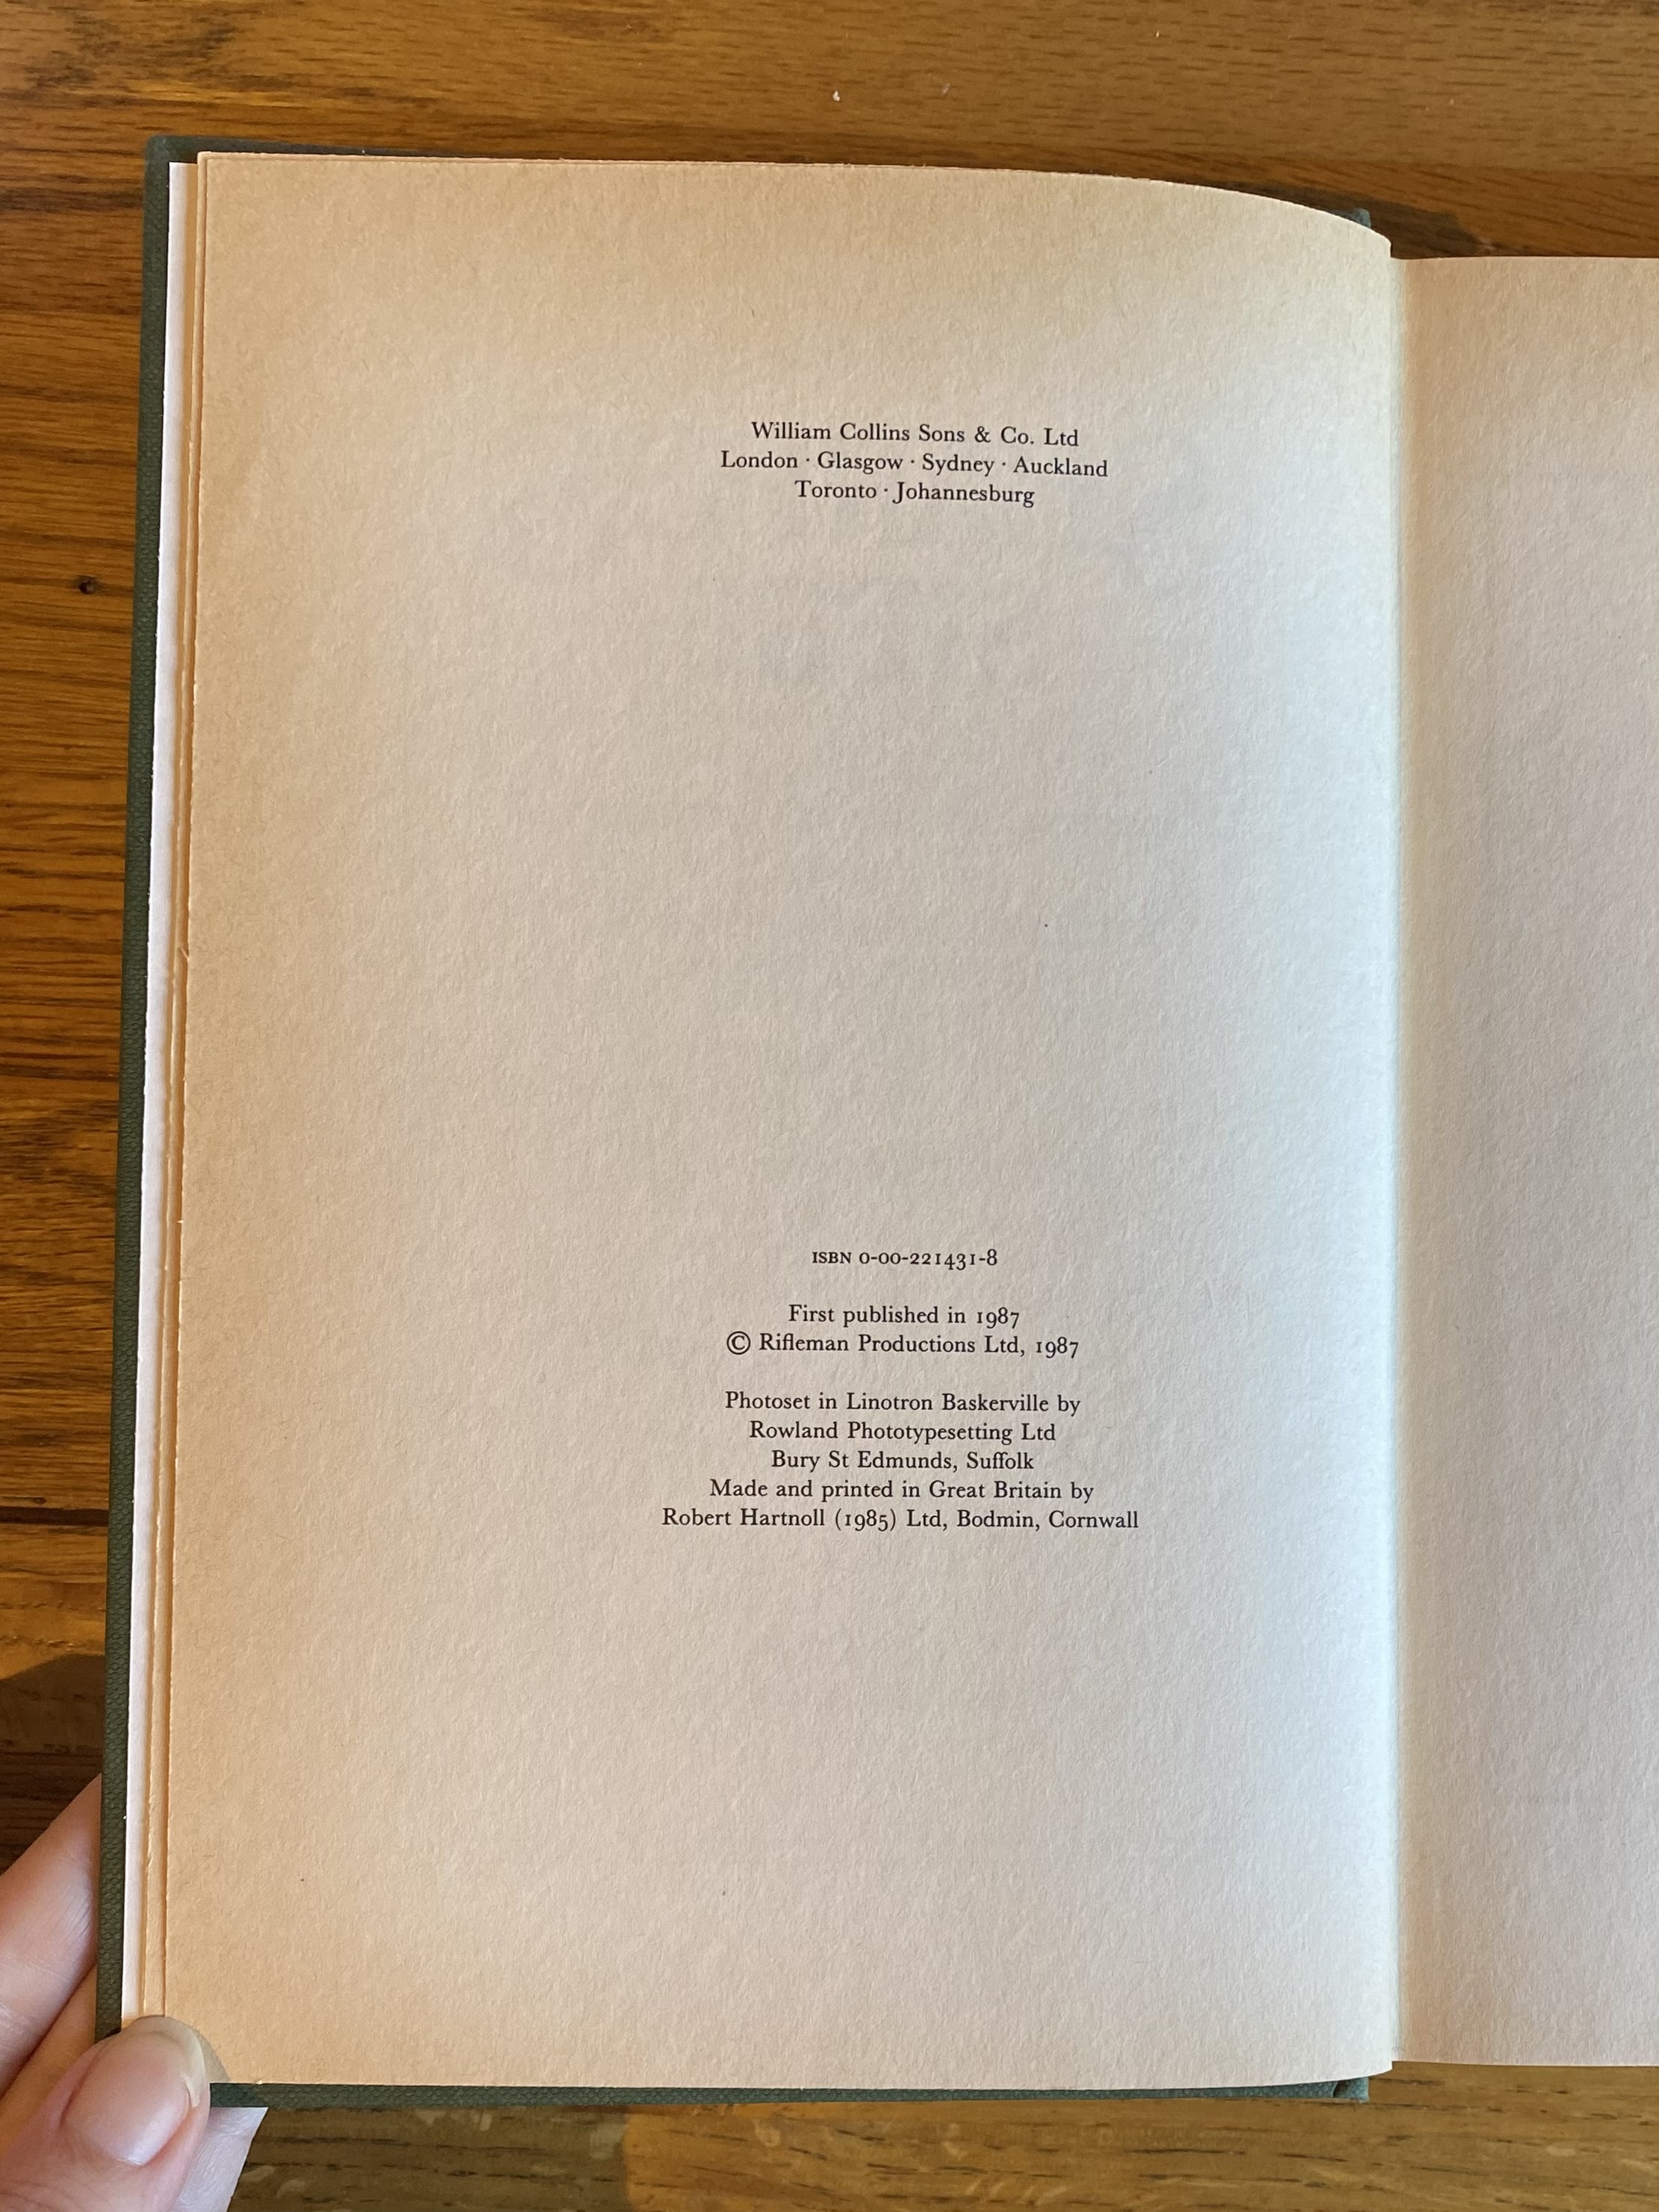 William Collins Sons & Co. Ltd
London · Glasgow · Sydney · Auckland
Toronto · Johannesburg
ISBN 0-00-221431-8
First published in 1987
© Rifleman Productions Ltd, 1987
Photoset in Linotron Baskerville by
Rowland Phototypesetting Ltd
Bury St Edmunds, Suffolk
Made and printed in Great Britain by
Robert Hartnoll (1985) Ltd, Bodmin, Cornwall